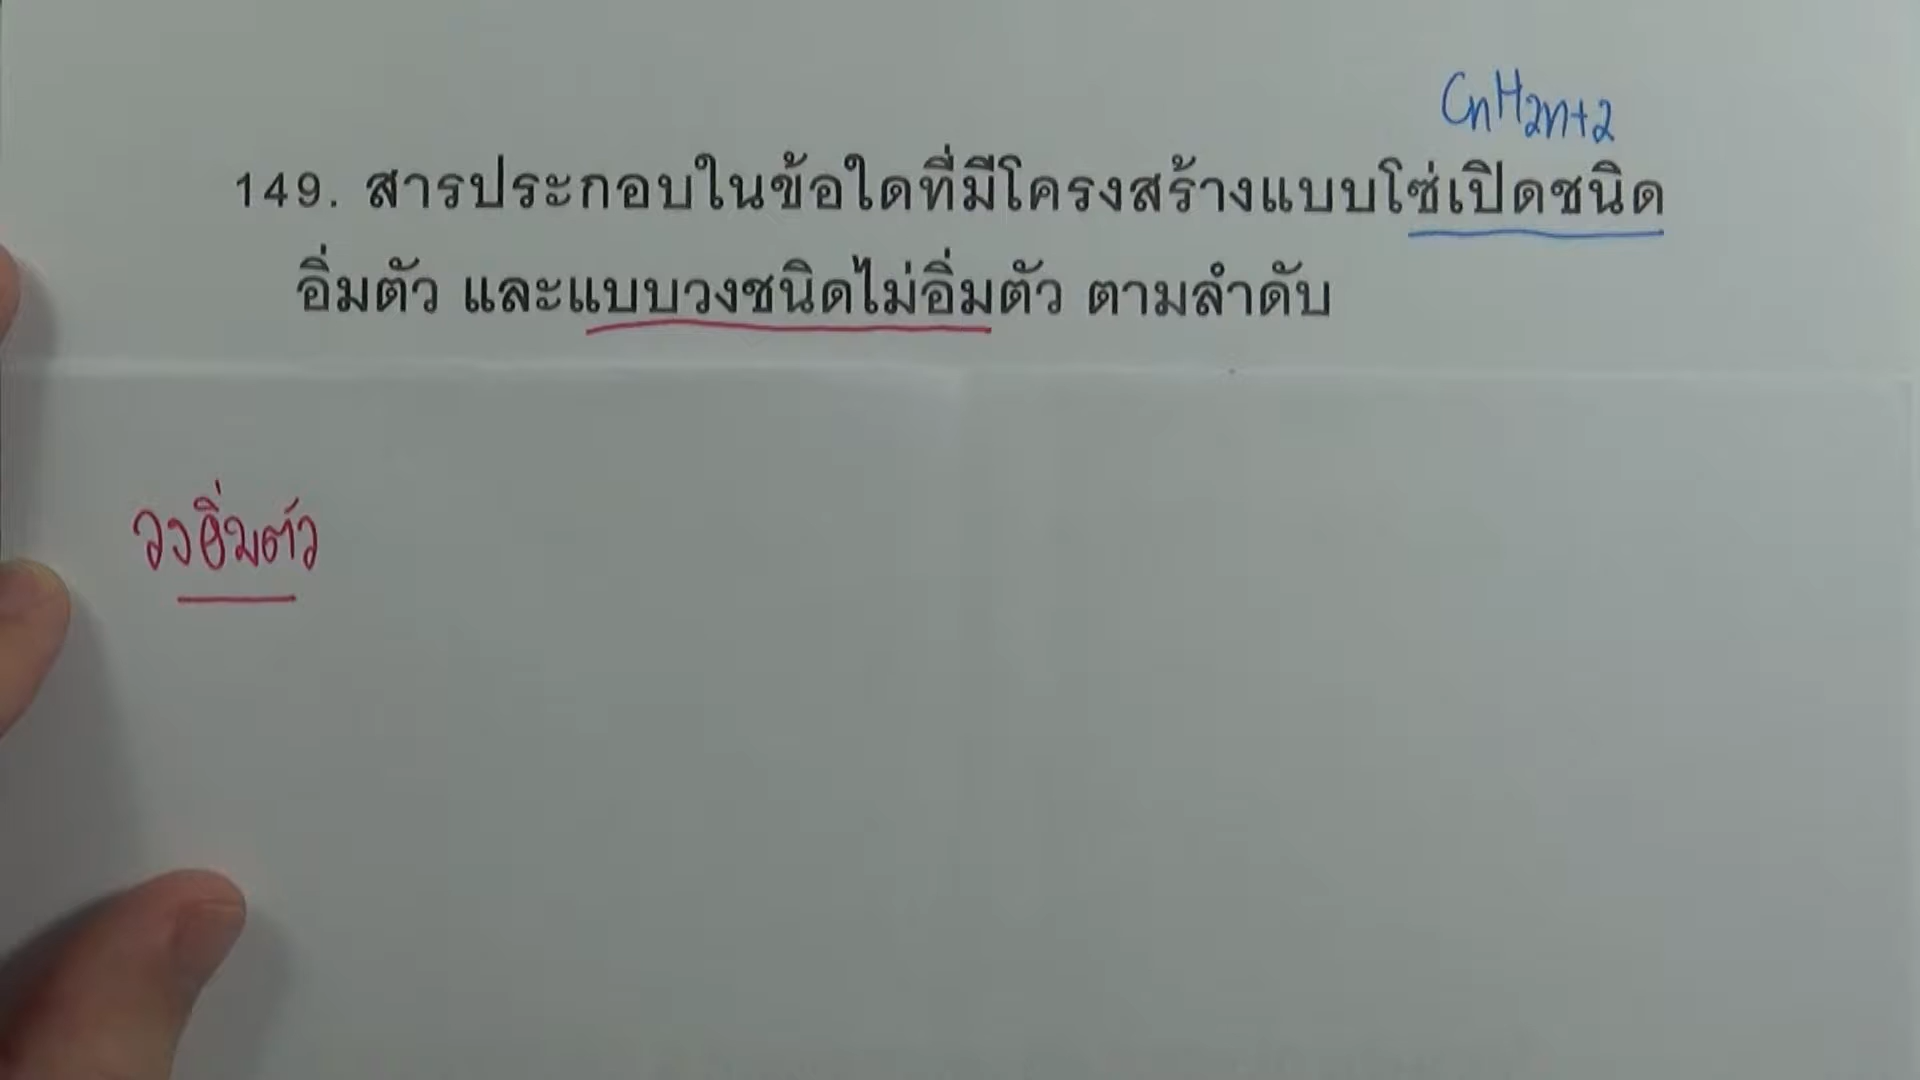 CnH2n+2
149. สารประกอบในข้อใดที่มีโครงสร้างแบบโซ่เปิดชนิด
อิ่มตัว และแบบวงชนิดไม่อิ่มตัว ตามลำดับ
วงอิ่มตัว